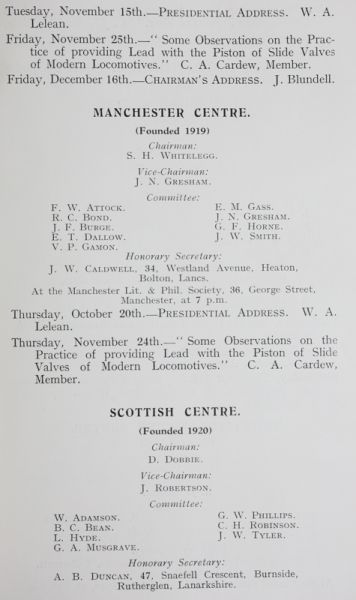 Tuesday, November 15th.—PRESIDENTIAL ADDRESS. W. A.
Lelean.
Friday, November 25th.—" Some Observations on the Prac-
tice of providing Lead with the Piston of Slide Valves
of Modern Locomotives." C. A. Cardew, Member.
Friday, December 16th.—CHAIRMAN'S ADDRESS. J. Blundell.
MANCHESTER CENTRE.
(Founded 1919)
Chairman:
S. H. WHITELEGG.
Vice-Chairman:
J. N. GRESHAM.
Committee:
F. W. ATTOCK.
R. C. BOND.
J. F. BURGE.
E. T. DALLOW.
V. P. GAMON.
E. M. GASS.
J. N. GRESHAM.
G. F. HORNE.
J. W. SMITH.
Honorary Secretary:
J. W. CALDWELL, 34, Westland Avenue, Heaton,
Bolton, Lancs.
At the Manchester Lit. & Phil. Society, 36, George Street,
Manchester, at 7 p.m.
Thursday, October 20th.—PRESIDENTIAL ADDRESS. W. A.
Lelean.
Thursday, November 24th.—" Some Observations on the
Practice of providing Lead with the Piston of Slide
Valves of Modern Locomotives." C. A. Cardew,
Member.
SCOTTISH CENTRE.
(Founded 1920)
Chairman:
D. DOBBIE.
Vice-Chairman:
J. ROBERTSON.
Committee:
W. ADAMSON.
B. C. BEAN.
L. HYDE.
G. A. MUSGRAVE.
G. W. PHILLIPS.
C. H. ROBINSON.
J. W. TYLER.
Honorary Secretary:
A. B. DUNCAN, 47, Snaefell Crescent, Burnside,
Rutherglen, Lanarkshire.